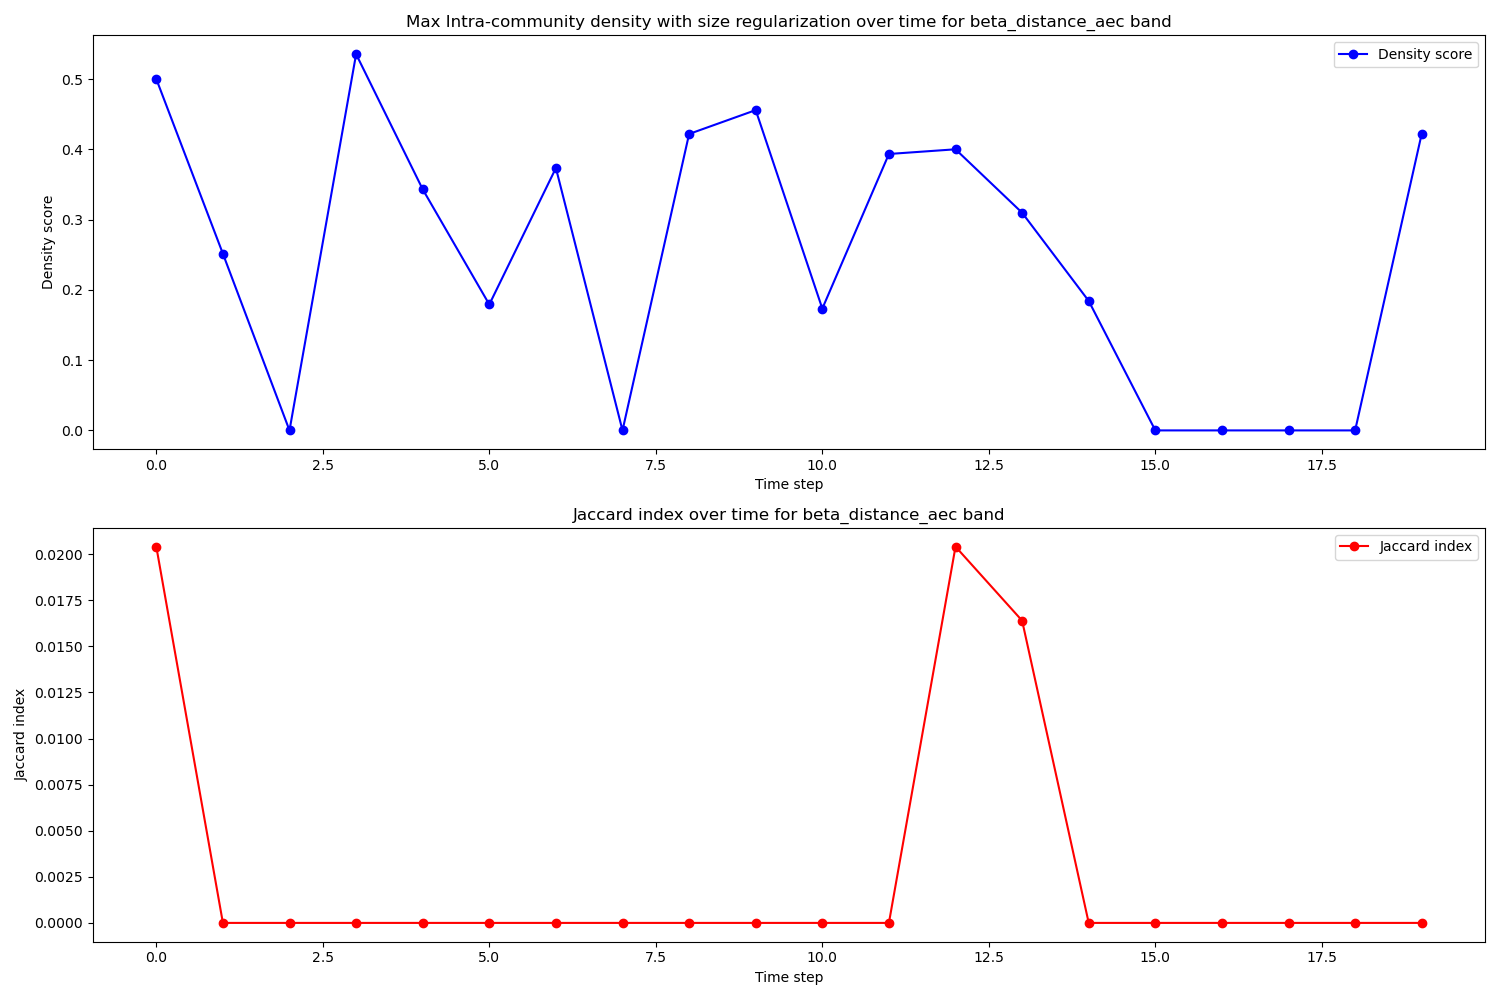 Max Intra-community density with size regularization over time for beta_distance_aec band
Density score
Density score
0.5
0.4
0.3
0.2
0.1
0.0
0.0 2.5 5.0 7.5 10.0 12.5 15.0 17.5
Time step
Jaccard index over time for beta_distance_aec band
Jaccard index
Jaccard index
0.0200
0.0175
0.0150
0.0125
0.0100
0.0075
0.0050
0.0025
0.0000
0.0 2.5 5.0 7.5 10.0 12.5 15.0 17.5
Time step